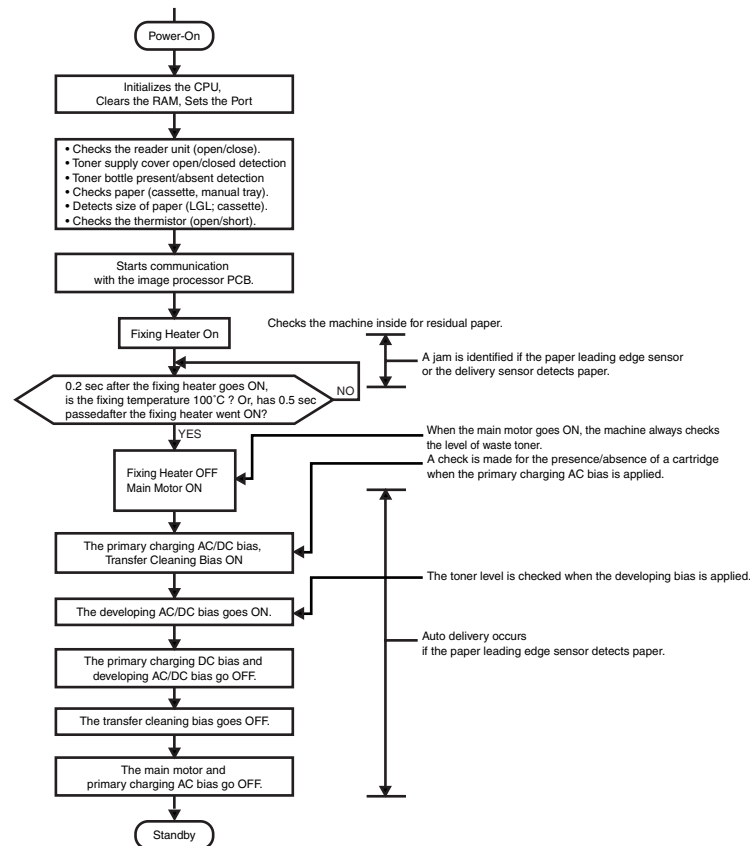 Power-On
Initializes the CPU,
Clears the RAM, Sets the Port
• Checks the reader unit (open/close).
• Toner supply cover open/closed detection
• Toner bottle present/absent detection
• Checks paper (cassette, manual tray).
• Detects size of paper (LGL; cassette).
• Checks the thermistor (open/short).
Starts communication
with the image processor PCB.
Fixing Heater On
Checks the machine inside for residual paper.
A jam is identified if the paper leading edge sensor
or the delivery sensor detects paper.
0.2 sec after the fixing heater goes ON,
is the fixing temperature 100˚C ? Or, has 0.5 sec
passedafter the fixing heater went ON?
NO
YES
When the main motor goes ON, the machine always checks
the level of waste toner.
Fixing Heater OFF
Main Motor ON
A check is made for the presence/absence of a cartridge
when the primary charging AC bias is applied.
The primary charging AC/DC bias,
Transfer Cleaning Bias ON
The toner level is checked when the developing bias is applied.
The developing AC/DC bias goes ON.
Auto delivery occurs
if the paper leading edge sensor detects paper.
The primary charging DC bias and
developing AC/DC bias go OFF.
The transfer cleaning bias goes OFF.
The main motor and
primary charging AC bias go OFF.
Standby